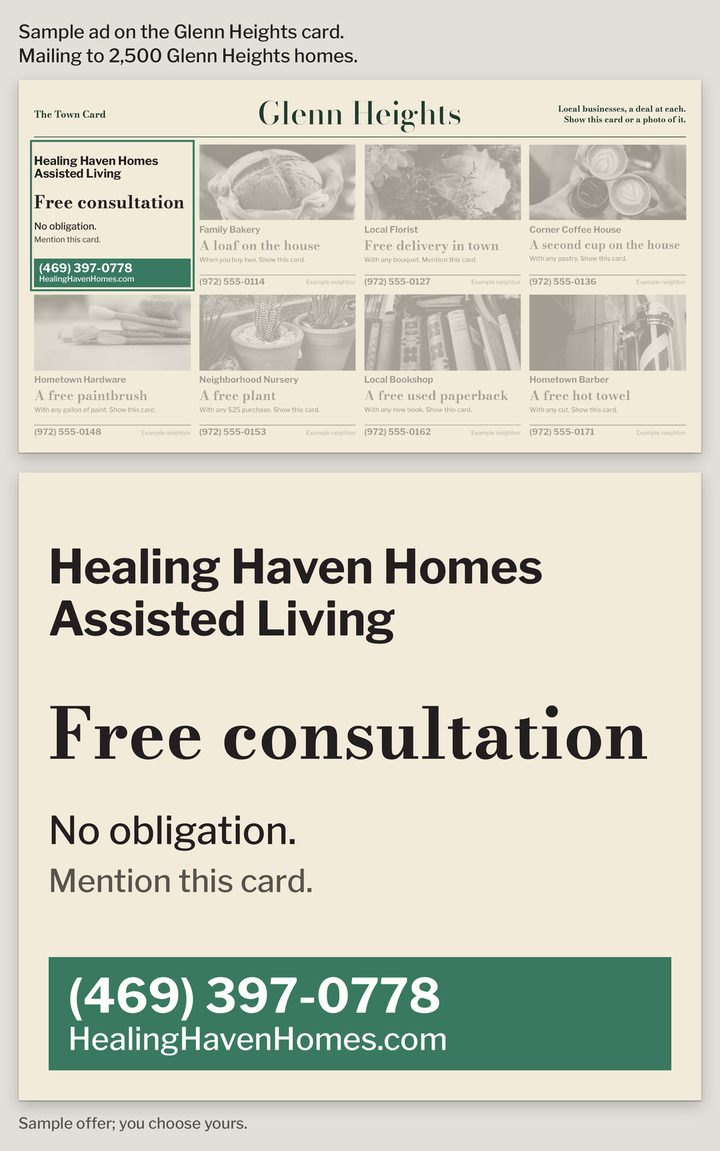 Sample ad on the Glenn Heights card.
Mailing to 2,500 Glenn Heights homes.
The Town Card
Glenn Heights
Local businesses, a deal at each.
Show this card or a photo of it.
Healing Haven Homes
Assisted Living
Free consultation
No obligation.
Mention this card.
(469) 397-0778
HealingHavenHomes.com
Family Bakery
A loaf on the house
When you buy two. Show this card.
(972) 555-0114 Example neighbor
Local Florist
Free delivery in town
With any bouquet. Mention this card.
(972) 555-0127 Example neighbor
Corner Coffee House
A second cup on the house
With any pastry. Show this card.
(972) 555-0136 Example neighbor
Hometown Hardware
A free paintbrush
With any gallon of paint. Show this card.
(972) 555-0148 Example neighbor
Neighborhood Nursery
A free plant
With any $25 purchase. Show this card.
(972) 555-0153 Example neighbor
Local Bookshop
A free used paperback
With any new book. Show this card.
(972) 555-0162 Example neighbor
Hometown Barber
A free hot towel
With any cut. Show this card.
(972) 555-0171 Example neighbor
Healing Haven Homes
Assisted Living
Free consultation
No obligation.
Mention this card.
(469) 397-0778
HealingHavenHomes.com
Sample offer; you choose yours.